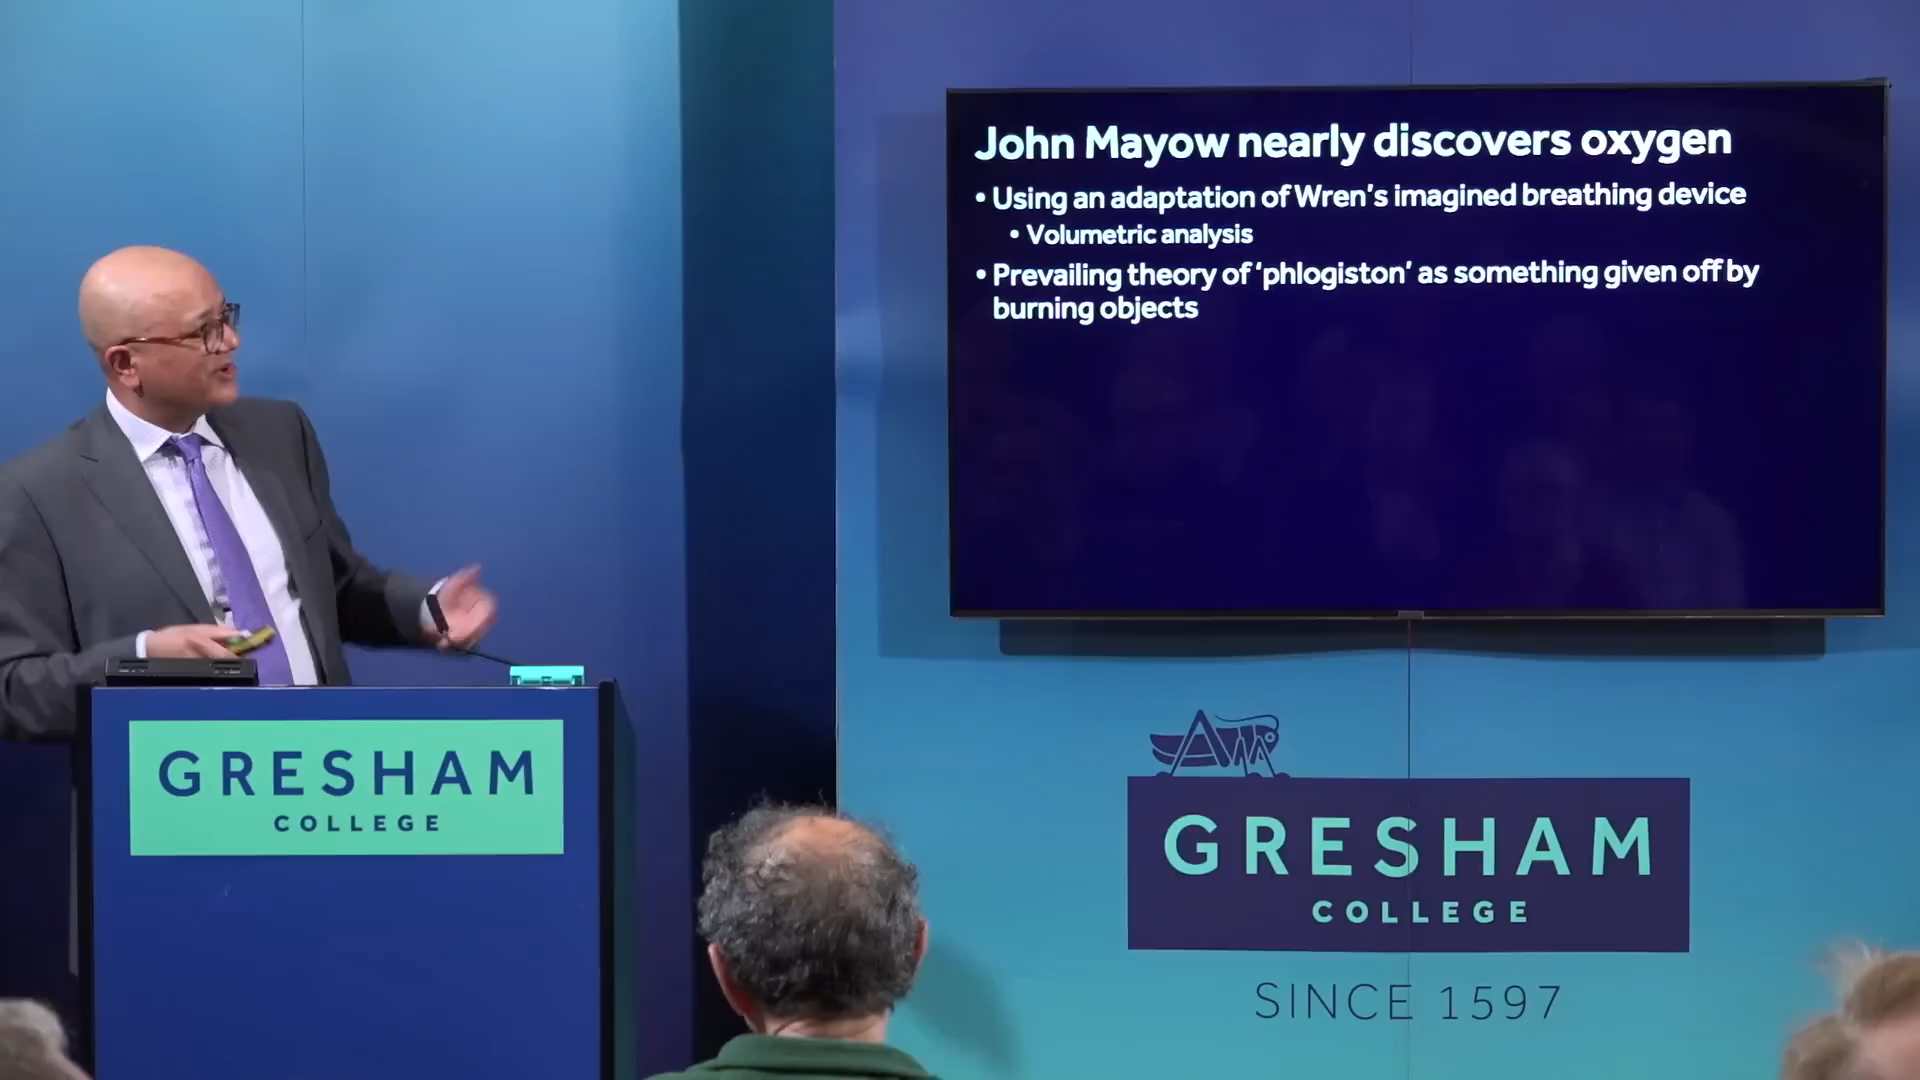 John Mayow nearly discovers oxygen
• Using an adaptation of Wren's imagined breathing device
• Volumetric analysis
• Prevailing theory of 'phlogiston' as something given off by
burning objects
GRESHAM
COLLEGE
GRESHAM
COLLEGE
SINCE 1597